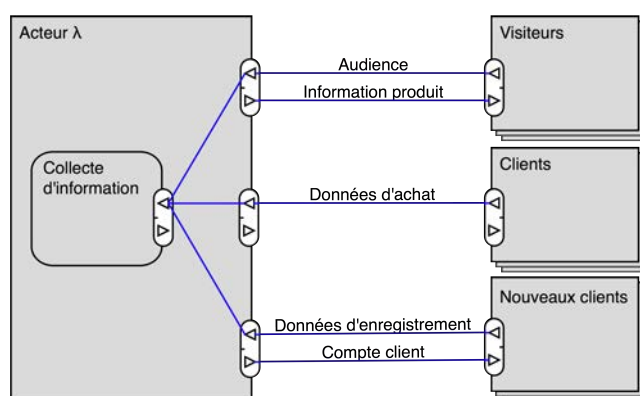 Acteur λ
Visiteurs
Audience
Information produit
Collecte
d'information
Clients
Données d'achat
Nouveaux clients
Données d'enregistrement
Compte client